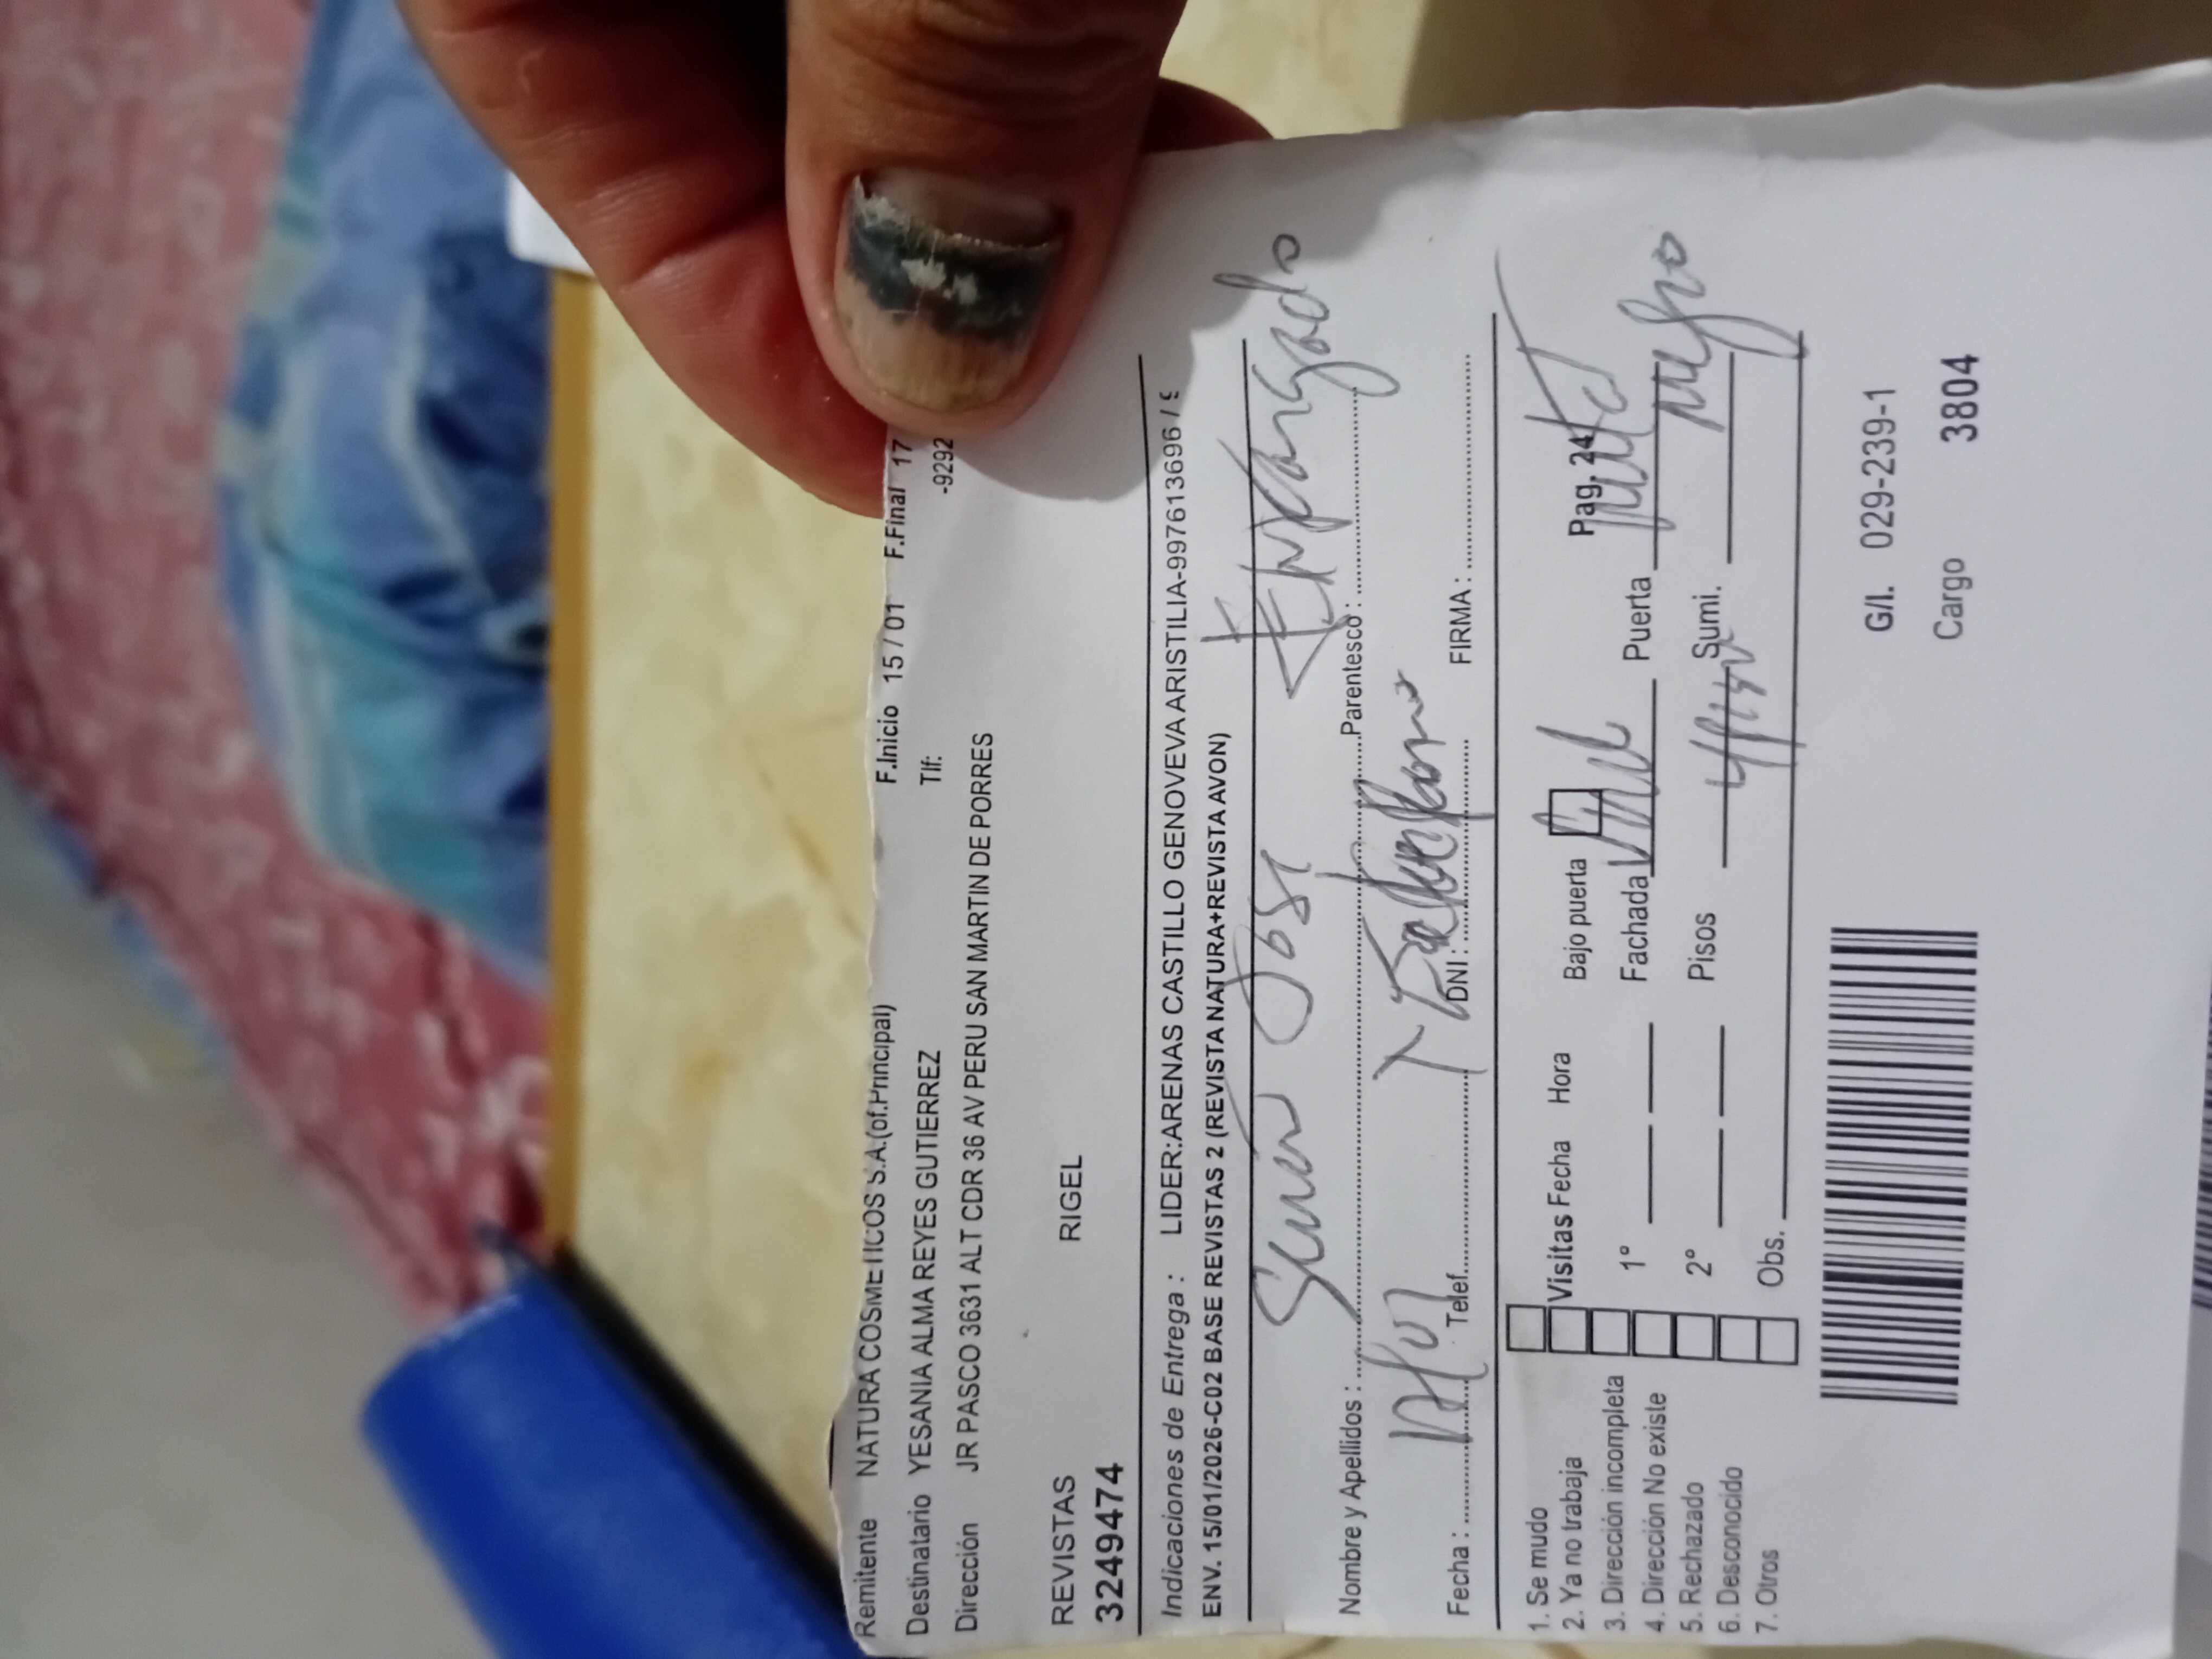 Remitente NATURA COSMETICOS S.A.(of.Principal) F.Inicio 15 / 01 F.Final 17
Destinatario YESANIA ALMA REYES GUTIERREZ Tlf: -9292
Dirección JR PASCO 3631 ALT CDR 36 AV PERU SAN MARTIN DE PORRES
REVISTAS RIGEL
3249474
Indicaciones de Entrega : LIDER:ARENAS CASTILLO GENOVEVA ARISTILIA-997613696 /
ENV. 15/01/2026-C02 BASE REVISTAS 2 (REVISTA NATURA+REVISTA AVON)
Nombre y Apellidos : Parentesco : Encargado
Fecha : Telef. DNI : FIRMA :
1. Se mudo
2. Ya no trabaja Visitas Fecha Hora Bajo puerta Pag. 24
3. Dirección incompleta 1° Fachada Puerta
4. Dirección No existe
5. Rechazado 2° Pisos Sumi. negro
6. Desconocido
7. Otros Obs.
G/I. 029-239-1
Cargo 3804